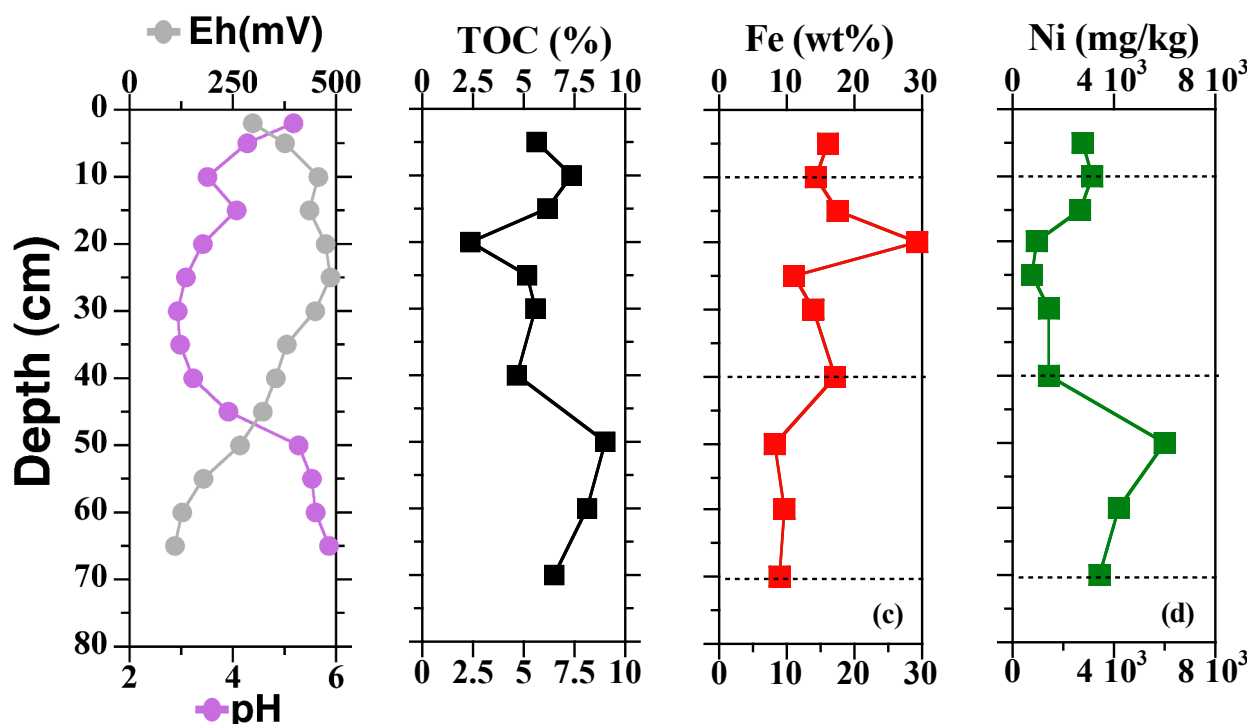 Eh(mV)
TOC (%)
Fe (wt%)
Ni (mg/kg)
0 250 500
0 2.5 5 7.5 10
0 10 20 30
0 4 10³ 8 10³
Depth (cm)
0
10
20
30
40
50
60
70
80
(c)
(d)
2 4 6
0 2.5 5 7.5 10
0 10 20 30
0 4 10³ 8 10³
pH